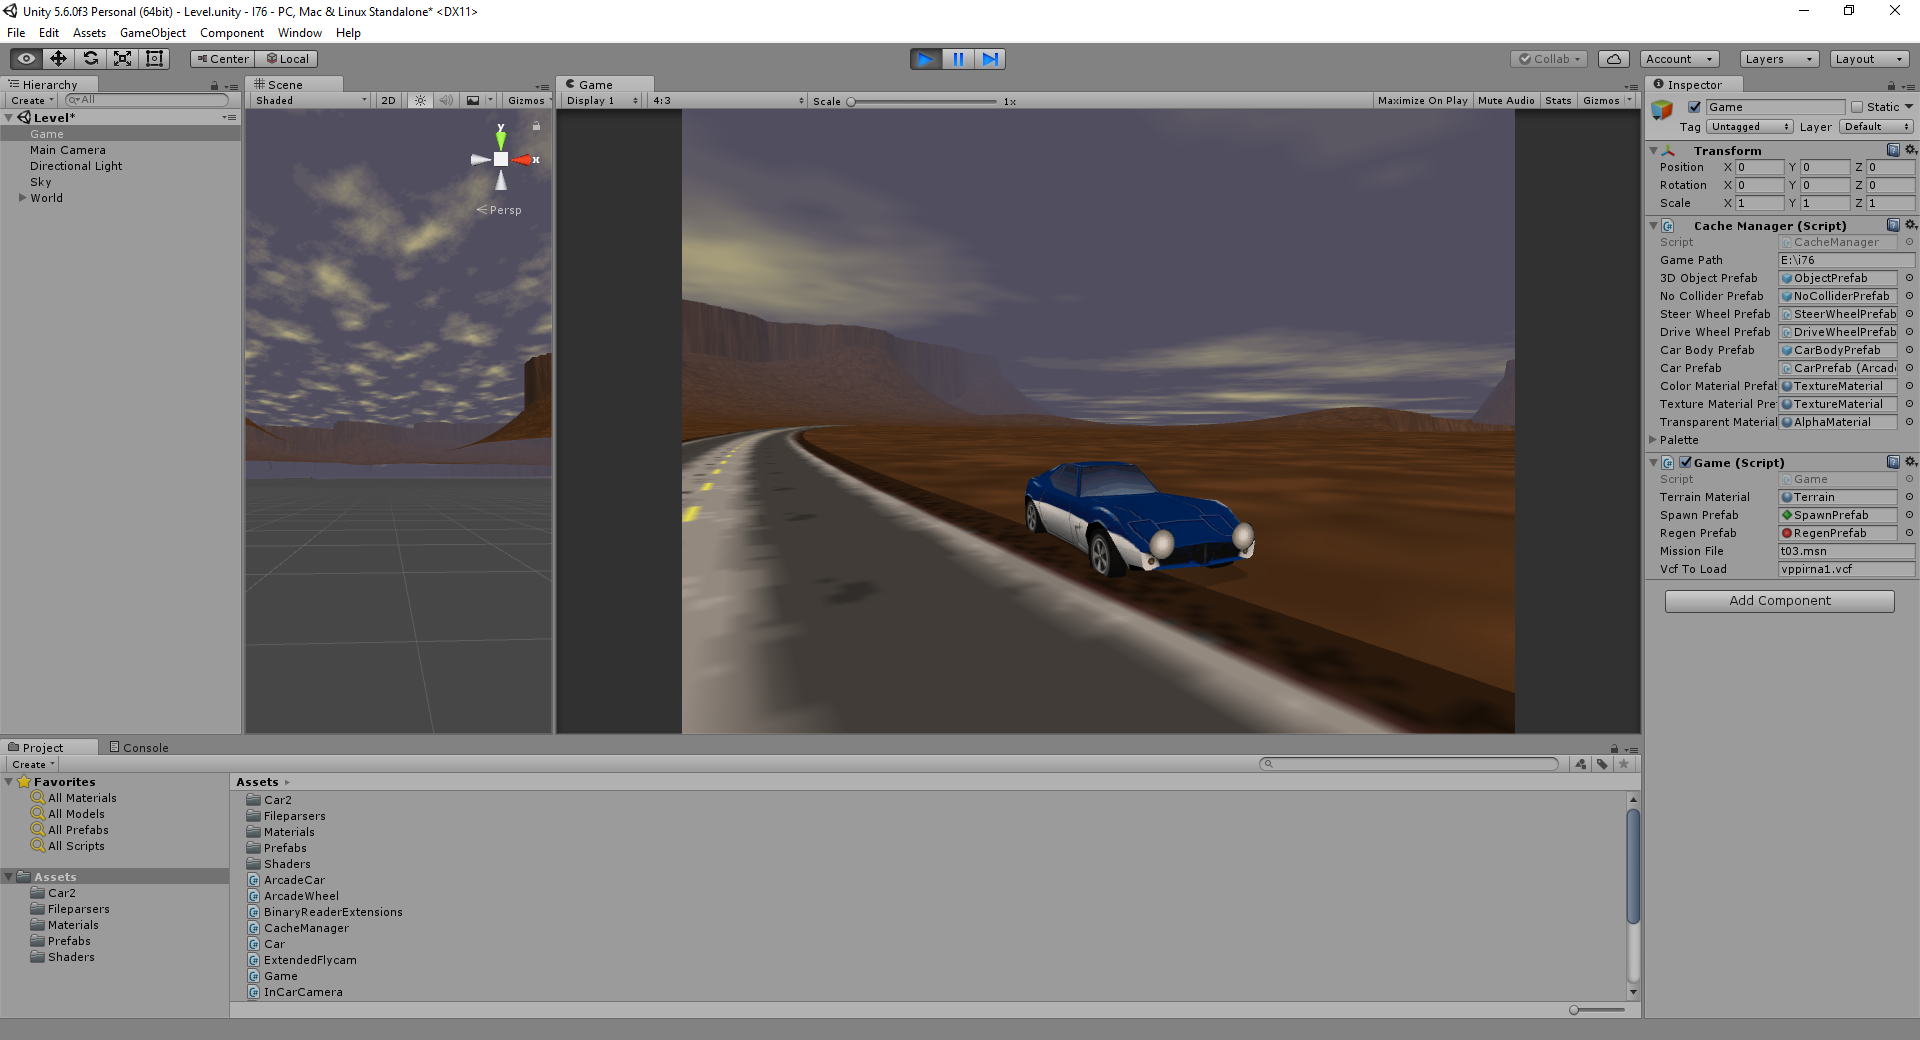 Unity 5.6.0f3 Personal (64bit) - Level.unity - I76 - PC, Mac & Linux Standalone* <DX11>
File Edit Assets GameObject Component Window Help
Center Local
Collab Account Layers Layout
Hierarchy
Create All
Level*
Game
Main Camera
Directional Light
Sky
World
Scene
Shaded 2D Gizmos
y
x
Persp
Game
Display 1 4:3 Scale 1x Maximize On Play Mute Audio Stats Gizmos
Inspector
Game Static
Tag Untagged Layer Default
Transform
Position X 0 Y 0 Z 0
Rotation X 0 Y 0 Z 0
Scale X 1 Y 1 Z 1
Cache Manager (Script)
Script CacheManager
Game Path E:\i76
3D Object Prefab ObjectPrefab
No Collider Prefab NoColliderPrefab
Steer Wheel Prefab SteerWheelPrefab
Drive Wheel Prefab DriveWheelPrefab
Car Body Prefab CarBodyPrefab
Car Prefab CarPrefab (Arcad
Color Material Prefal TextureMaterial
Texture Material Pre TextureMaterial
Transparent Material AlphaMaterial
Palette
Game (Script)
Script Game
Terrain Material Terrain
Spawn Prefab SpawnPrefab
Regen Prefab RegenPrefab
Mission File t03.msn
Vcf To Load vppirna1.vcf
Add Component
Project Console
Create
Favorites
All Materials
All Models
All Prefabs
All Scripts
Assets
Car2
Fileparsers
Materials
Prefabs
Shaders
Assets
Car2
Fileparsers
Materials
Prefabs
Shaders
ArcadeCar
ArcadeWheel
BinaryReaderExtensions
CacheManager
Car
ExtendedFlycam
Game
InCarCamera